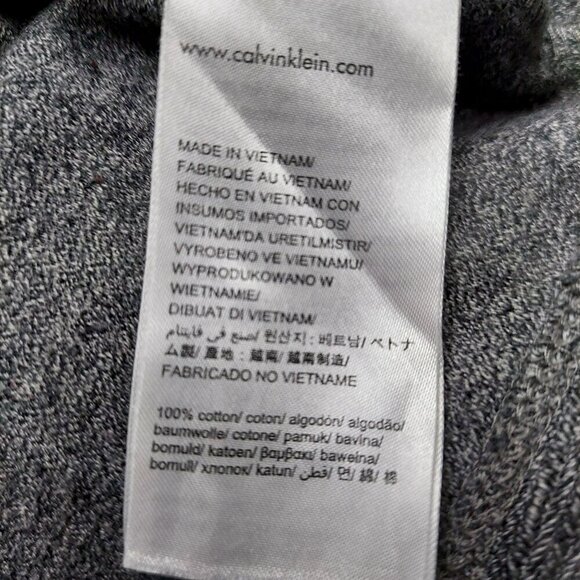 www.calvinklein.com
MADE IN VIETNAM/
FABRIQUÉ AU VIETNAM/
HECHO EN VIETNAM CON
INSUMOS IMPORTADOS/
VIETNAM'DA URETILMISTIR/
VYROBENO VE VIETNAMU/
WYPRODUKOWANO W
WIETNAMIE/
DIBUAT DI VIETNAM/
صنع في فايتنام/ 원산지: 베트남/ ベトナ
ム製/ 產地: 越南/ 越南制造/
FABRICADO NO VIETNAME
100% cotton/ coton/ algodón/ algodão/
baumwolle/ cotone/ pamuk/ bavlna/
bomuld/ katoen/ βαμβακι/ bawelna/
bomull/ хлопок/ katun/ قطن/ 면/ 綿/ 棉